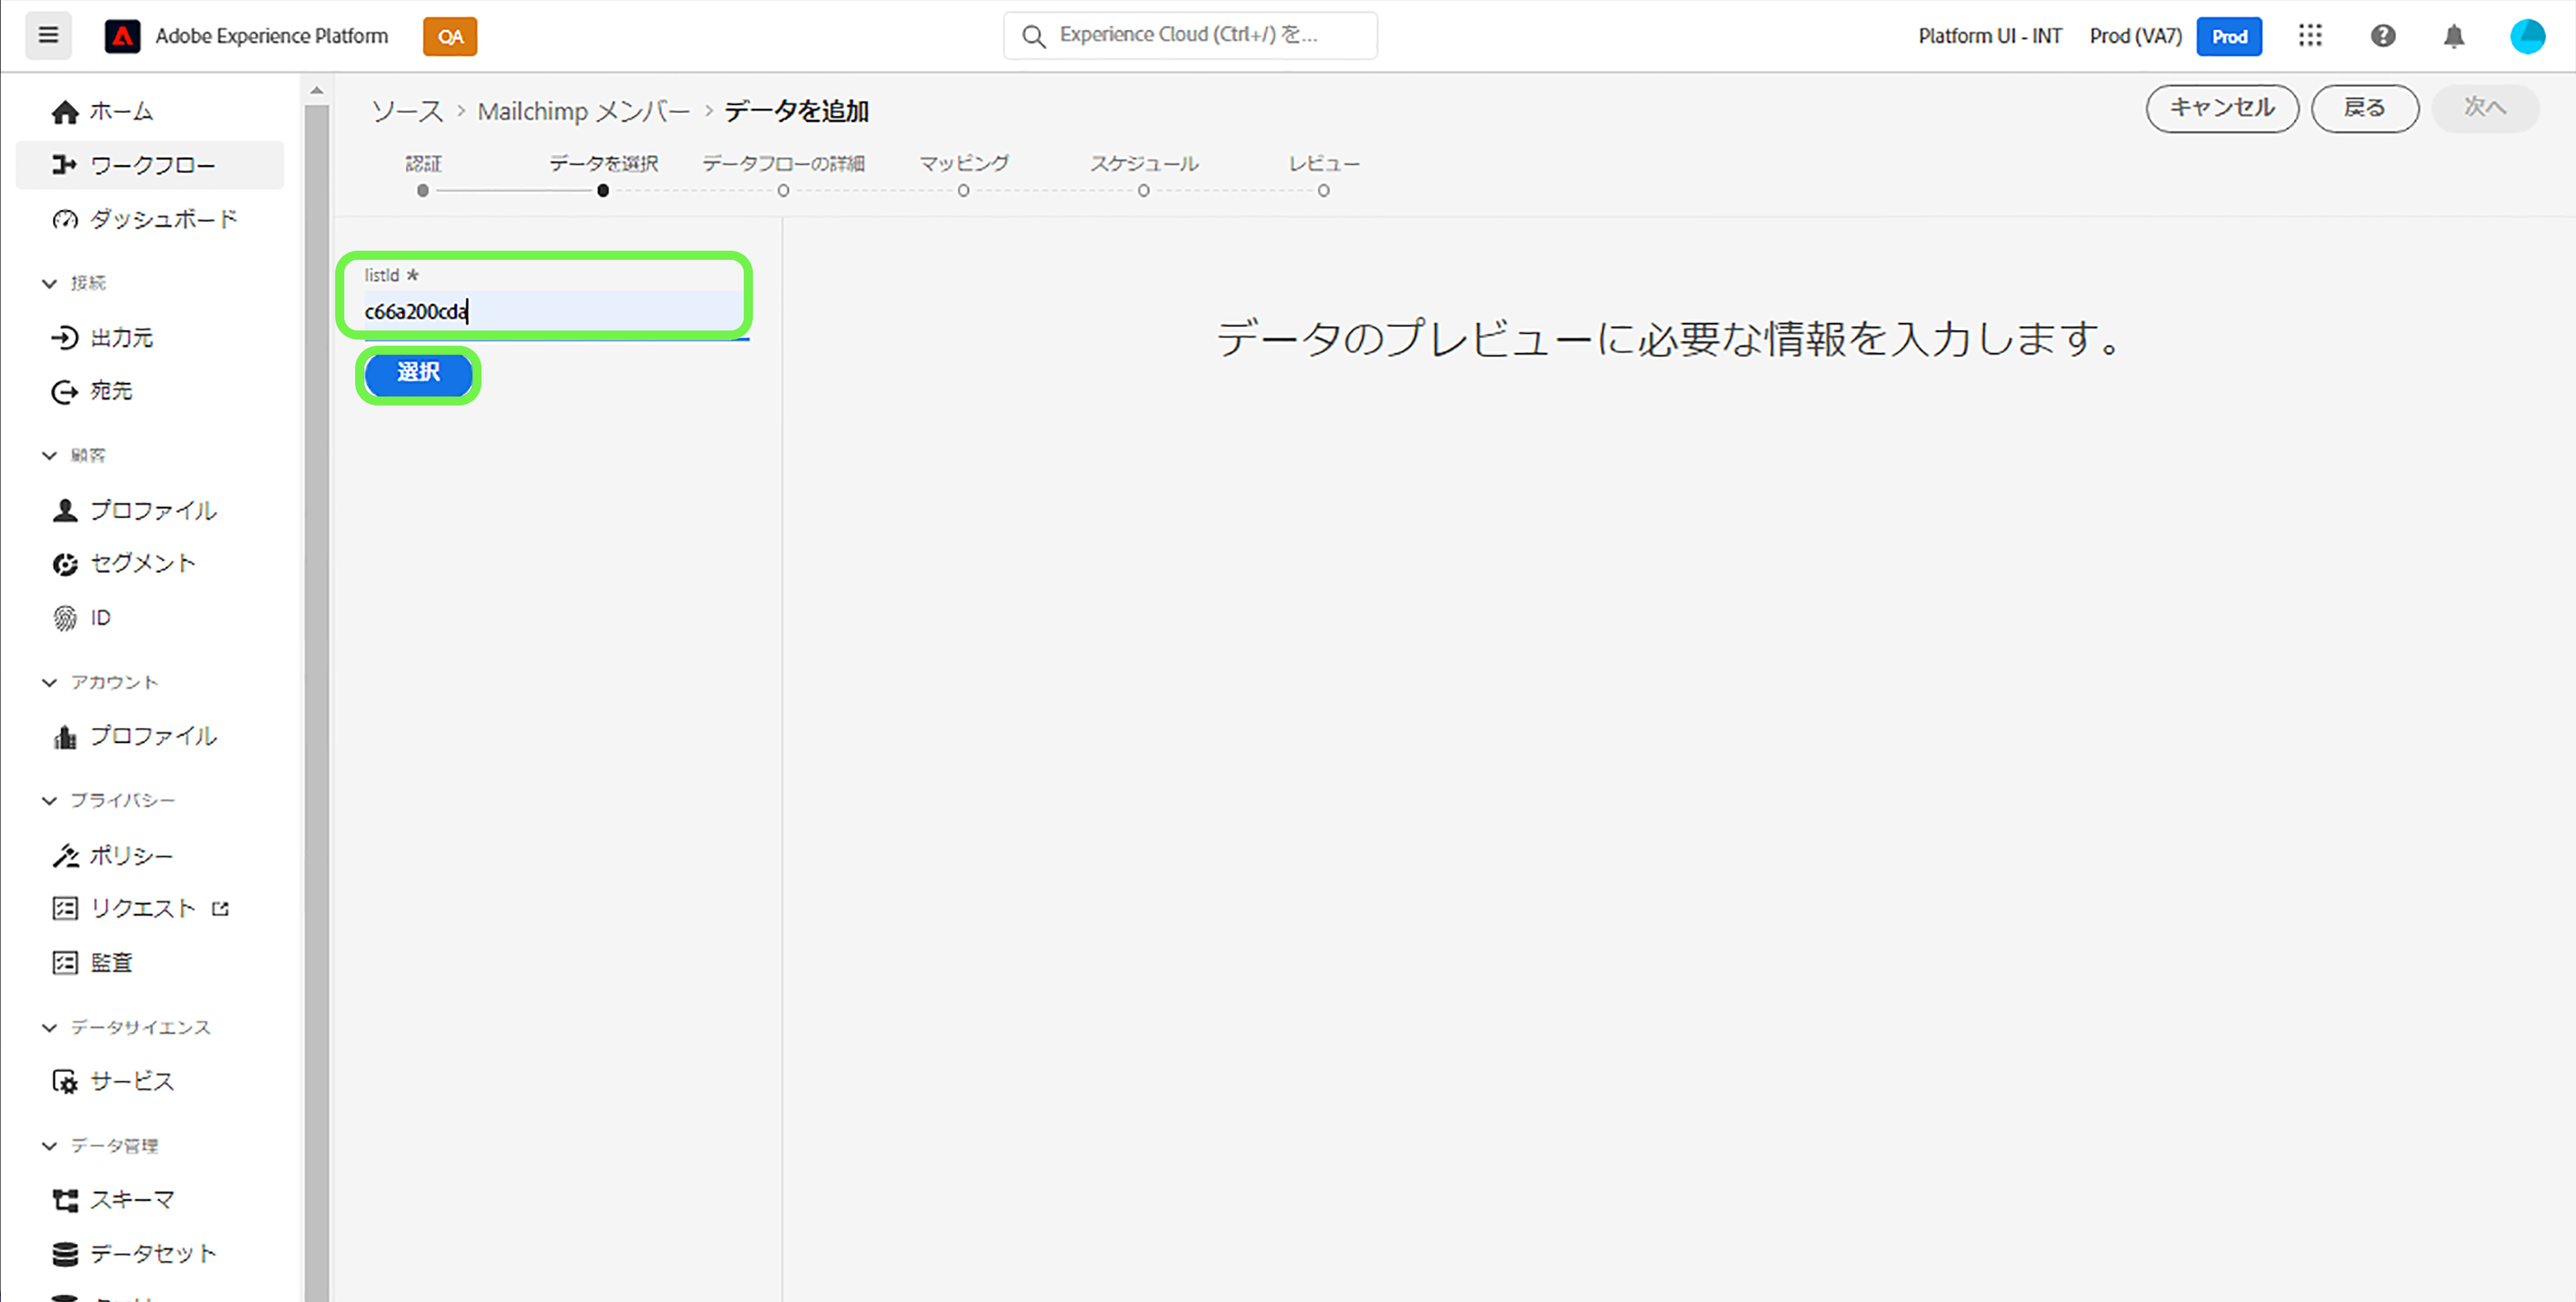 Adobe Experience Platform
QA
Experience Cloud (Ctrl+/) を...
Platform UI - INT
Prod (VA7)
Prod
ホーム
ワークフロー
ダッシュボード
接続
出力元
宛先
顧客
プロファイル
セグメント
ID
アカウント
プロファイル
プライバシー
ポリシー
リクエスト
監査
データサイエンス
サービス
データ管理
スキーマ
データセット
ソース > Mailchimp メンバー > データを追加
キャンセル
戻る
次へ
認証
データを選択
データフローの詳細
マッピング
スケジュール
レビュー
listId *
c66a200cda
選択
データのプレビューに必要な情報を入力します。